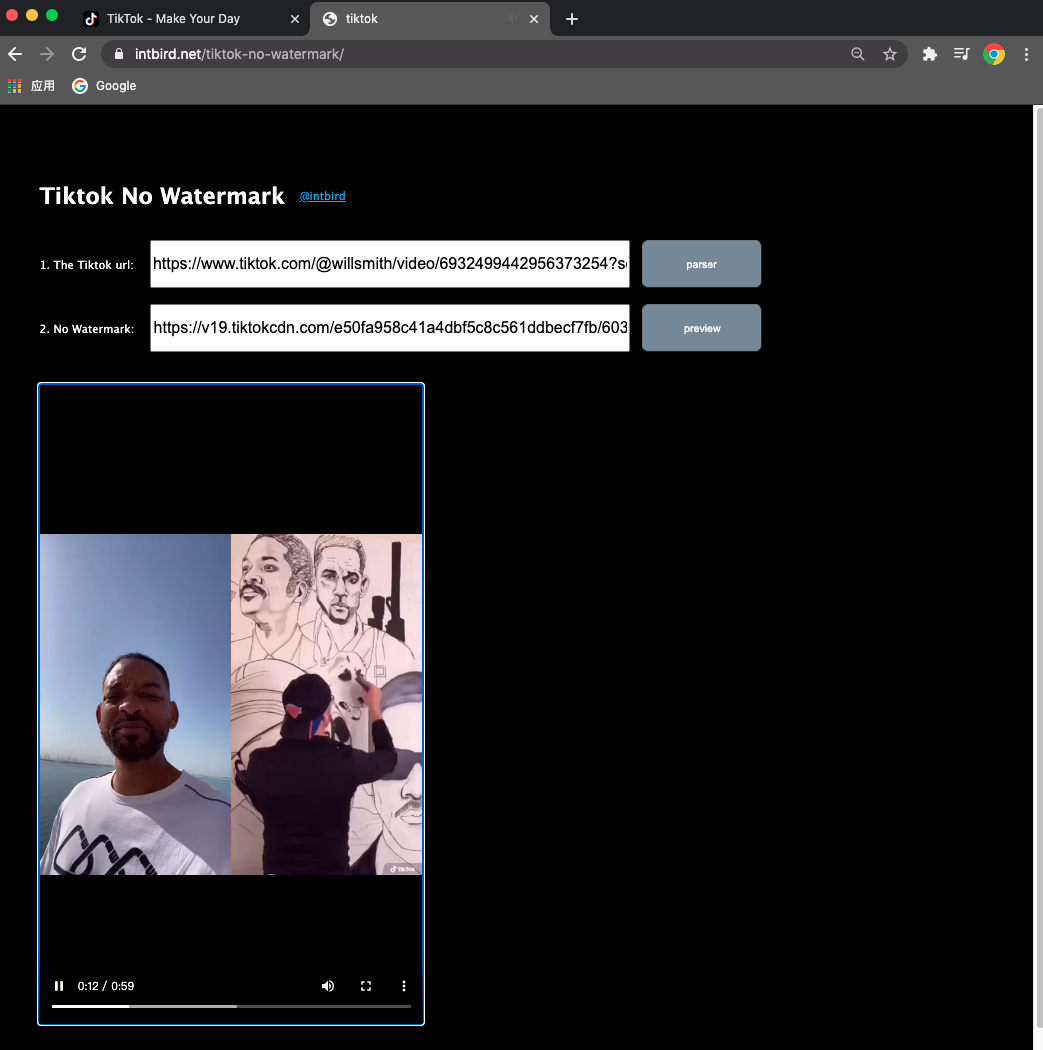 TikTok - Make Your Day
tiktok
intbird.net/tiktok-no-watermark/
应用 Google
Tiktok No Watermark @intbird
1. The Tiktok url: https://www.tiktok.com/@willsmith/video/6932499442956373254?s parser
2. No Watermark: https://v19.tiktokcdn.com/e50fa958c41a4dbf5c8c561ddbecf7fb/603 preview
TikTok
0:12 / 0:59